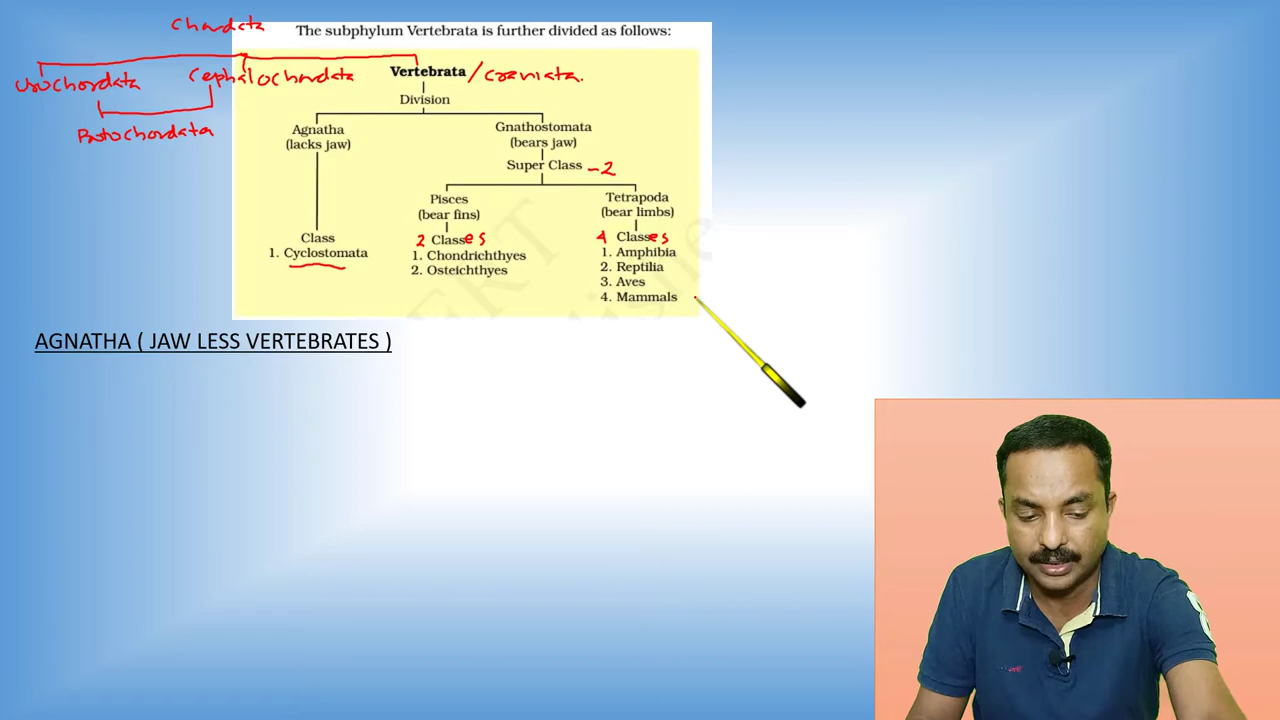 Chordata
The subphylum Vertebrata is further divided as follows:
Urochordata Cephalochordata Vertebrata / Craniata.
Division
Protochordata
Agnatha
(lacks jaw)
Gnathostomata
(bears jaw)
Super Class - 2
Pisces
(bear fins)
Tetrapoda
(bear limbs)
Class
1. Cyclostomata
2 Classes
1. Chondrichthyes
2. Osteichthyes
4 Classes
1. Amphibia
2. Reptilia
3. Aves
4. Mammals
AGNATHA ( JAW LESS VERTEBRATES )